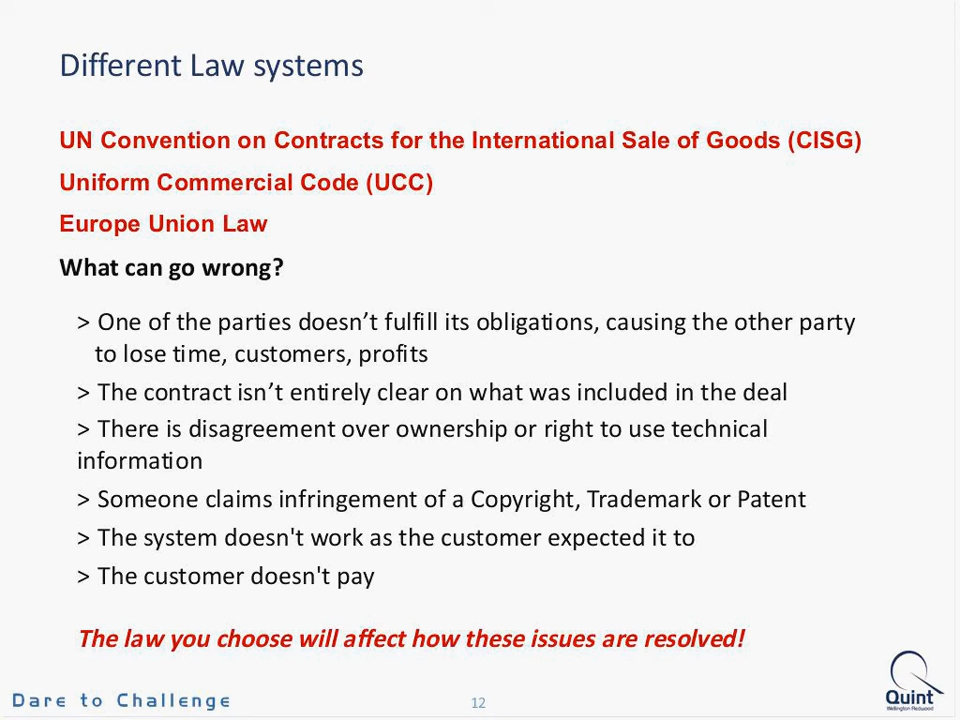 Different Law systems
UN Convention on Contracts for the International Sale of Goods (CISG)
Uniform Commercial Code (UCC)
Europe Union Law
What can go wrong?
> One of the parties doesn’t fulfill its obligations, causing the other party
to lose time, customers, profits
> The contract isn’t entirely clear on what was included in the deal
> There is disagreement over ownership or right to use technical
information
> Someone claims infringement of a Copyright, Trademark or Patent
> The system doesn't work as the customer expected it to
> The customer doesn't pay
The law you choose will affect how these issues are resolved!
Dare to Challenge
12
Quint
Wellington Redwood